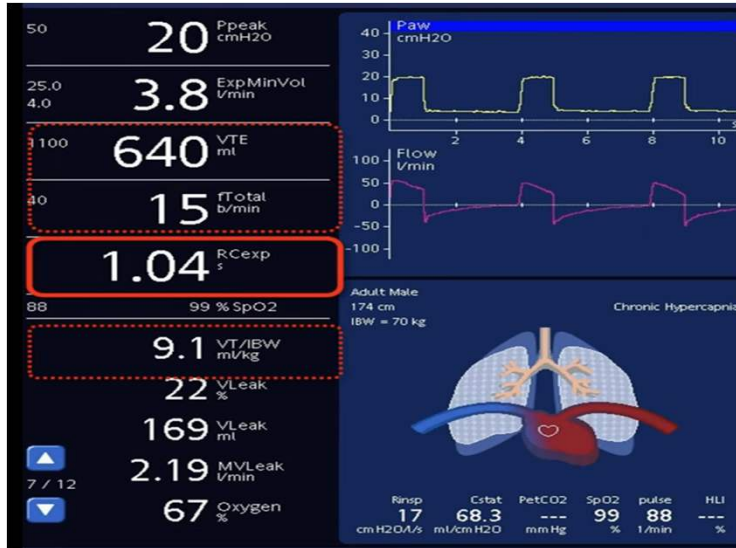 50 20 Ppeak
cmH2O
25.0
4.0 3.8 ExpMinVol
l/min
1100 640 VTE
ml
40 15 fTotal
b/min
1.04 RCexp
s
88 99 % SpO2
9.1 VT/IBW
ml/kg
22 VLeak
%
169 VLeak
ml
2.19 MVLeak
l/min
7 / 12
67 Oxygen
%
Paw
cmH2O
40
30
20
10
0
2 4 6 8 10 s
Flow
l/min
100
50
0
-50
-100
Adult Male
174 cm Chronic Hypercapnia
IBW = 70 kg
Rinsp Cstat PetCO2 SpO2 pulse HLI
17 68.3 --- 99 88 ---
cmH2O/l/s ml/cmH2O mmHg % 1/min %